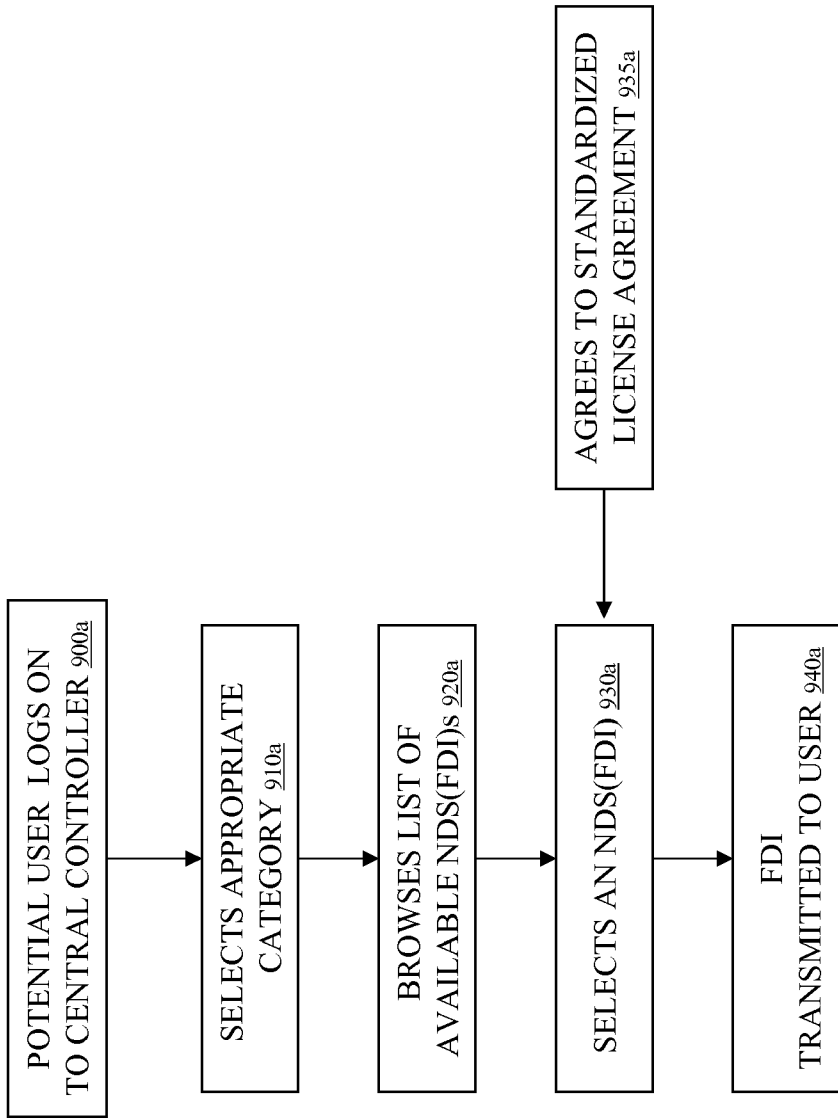 POTENTIAL USER LOGS ON
TO CENTRAL CONTROLLER 900a
SELECTS APPROPRIATE
CATEGORY 910a
BROWSES LIST OF
AVAILABLE NDS(FDI)s 920a
SELECTS AN NDS(FDI) 930a
AGREES TO STANDARDIZED
LICENSE AGREEMENT 935a
FDI
TRANSMITTED TO USER 940a